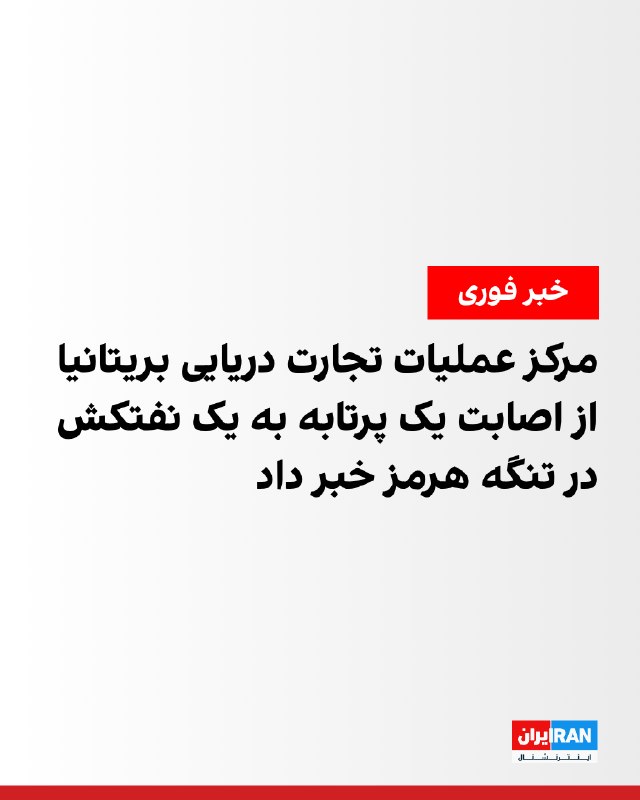 خبر فوری
مرکز عملیات تجارت دریایی بریتانیا
از اصابت یک پرتابه به یک نفتکش
در تنگه هرمز خبر داد
ایران IRAN
اینترنشنال